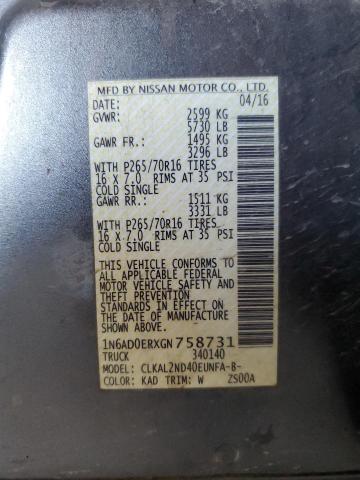 MFD BY NISSAN MOTOR CO., LTD.
DATE: 04/16
GVWR: 2599 KG
5730 LB
GAWR FR.: 1495 KG
3296 LB
WITH P265/70R16 TIRES
16 X 7.0 RIMS AT 35 PSI
COLD SINGLE
GAWR RR.: 1511 KG
3331 LB
WITH P265/70R16 TIRES
16 X 7.0 RIMS AT 35 PSI
COLD SINGLE
THIS VEHICLE CONFORMS TO
ALL APPLICABLE FEDERAL
MOTOR VEHICLE SAFETY AND
THEFT PREVENTION
STANDARDS IN EFFECT ON
THE DATE OF MANUFACTURE
SHOWN ABOVE.
1N6AD0ERXGN758731
TRUCK 340140
MODEL: CLKAL2ND40EUNFA-B-
COLOR: KAD TRIM: W ZS00A